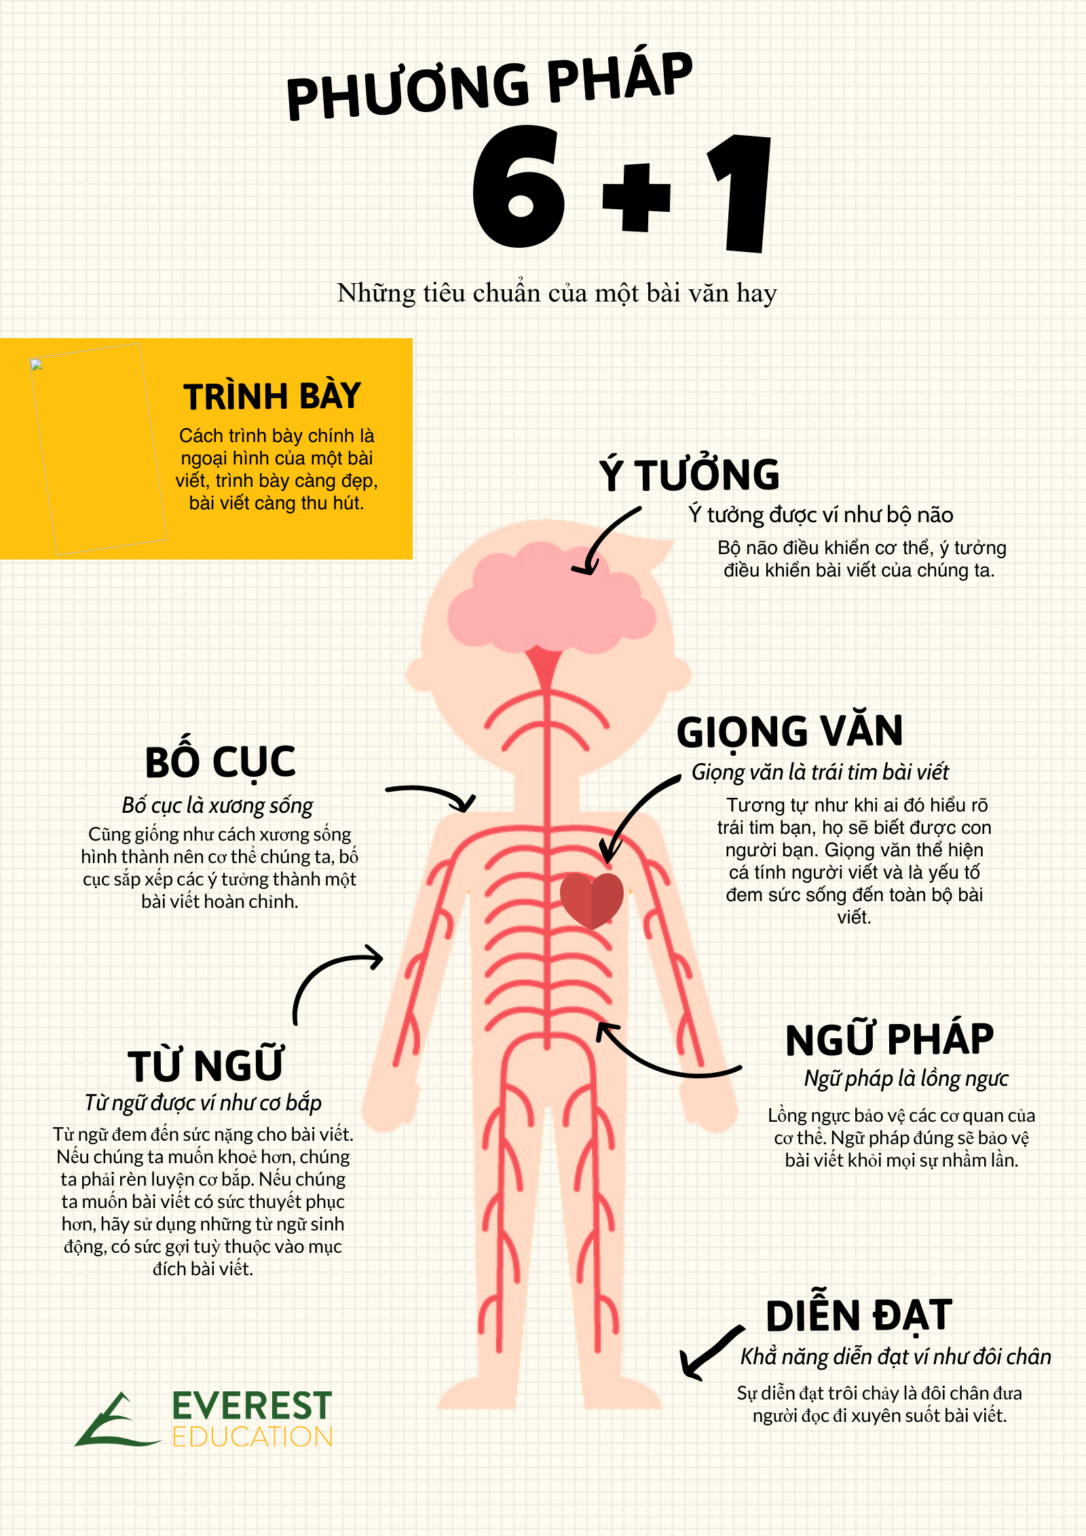 PHƯƠNG PHÁP
6 + 1
Những tiêu chuẩn của một bài văn hay
TRÌNH BÀY
Cách trình bày chính là
ngoại hình của một bài
viết, trình bày càng đẹp,
bài viết càng thu hút.
Ý TƯỞNG
Ý tưởng được ví như bộ não
Bộ não điều khiển cơ thể, ý tưởng
điều khiển bài viết của chúng ta.
GIỌNG VĂN
Giọng văn là trái tim bài viết
Tương tự như khi ai đó hiểu rõ
trái tim bạn, họ sẽ biết được con
người bạn. Giọng văn thể hiện
cá tính người viết và là yếu tố
đem sức sống đến toàn bộ bài
viết.
BỐ CỤC
Bố cục là xương sống
Cũng giống như cách xương sống
hình thành nên cơ thể chúng ta, bố
cục sắp xếp các ý tưởng thành một
bài viết hoàn chỉnh.
TỪ NGỮ
Từ ngữ được ví như cơ bắp
Từ ngữ đem đến sức nặng cho bài viết.
Nếu chúng ta muốn khoẻ hơn, chúng
ta phải rèn luyện cơ bắp. Nếu chúng
ta muốn bài viết có sức thuyết phục
hơn, hãy sử dụng những từ ngữ sinh
động, có sức gợi tuỳ thuộc vào mục
đích bài viết.
NGỮ PHÁP
Ngữ pháp là lồng ngưc
Lồng ngực bảo vệ các cơ quan của
cơ thể. Ngữ pháp đúng sẽ bảo vệ
bài viết khỏi mọi sự nhầm lẫn.
DIỄN ĐẠT
Khẳ năng diễn đạt ví như đôi chân
Sự diễn đạt trôi chảy là đôi chân đưa
người đọc đi xuyên suốt bài viết.
EVEREST
EDUCATION